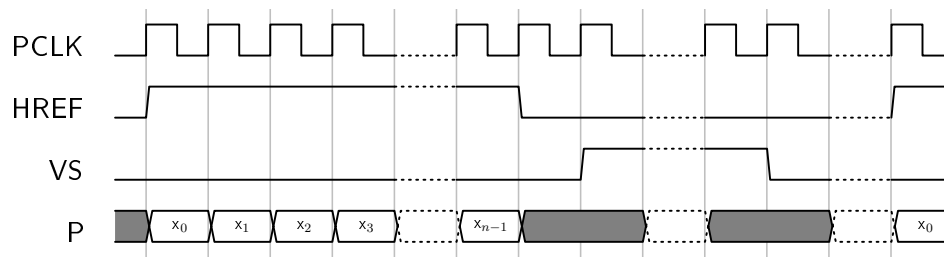 PCLK
HREF
VS
P x₀ x₁ x₂ x₃ xₙ₋₁ x₀